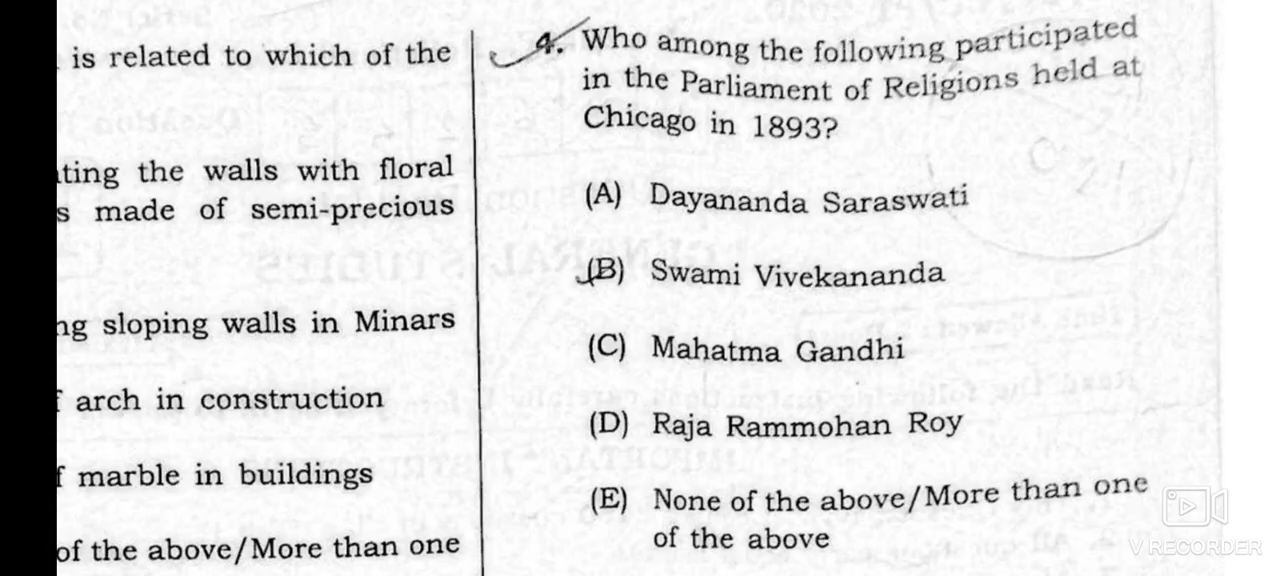 is related to which of the
ting the walls with floral
s made of semi-precious
ng sloping walls in Minars
arch in construction
f marble in buildings
of the above/More than one
4. Who among the following participated
in the Parliament of Religions held at
Chicago in 1893?
(A) Dayananda Saraswati
(B) Swami Vivekananda
(C) Mahatma Gandhi
(D) Raja Rammohan Roy
(E) None of the above/More than one
of the above
V RECORDER